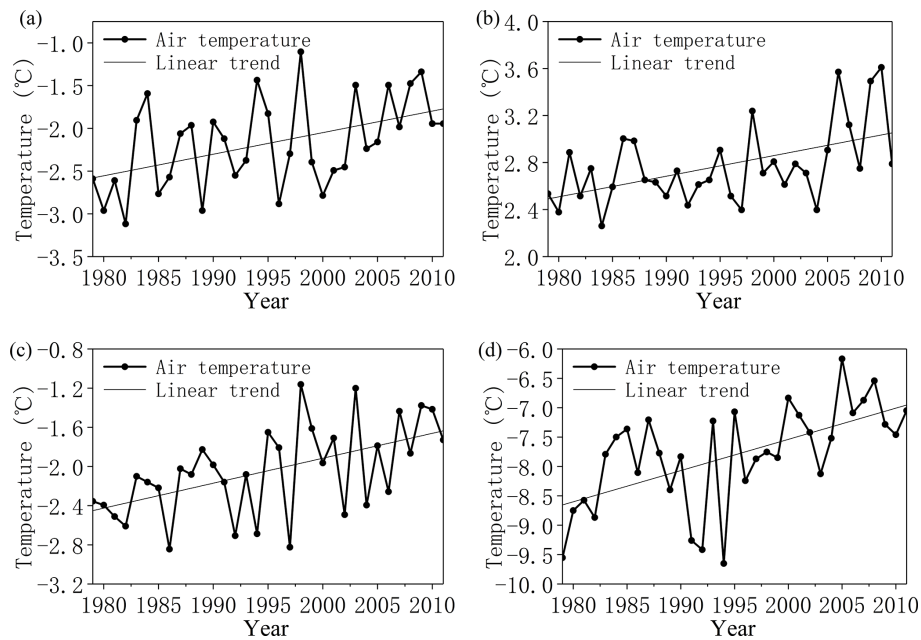 (a)
Temperature (℃)
−1.0
−1.5
−2.0
−2.5
−3.0
−3.5
Air temperature
Linear trend
1980 1985 1990 1995 2000 2005 2010
Year
(b)
Temperature (℃)
3.6
3.2
2.8
2.4
2.0
Air temperature
Linear trend
1980 1985 1990 1995 2000 2005 2010
Year
(c)
Temperature (℃)
−0.8
−1.2
−1.6
−2.0
−2.4
−2.8
−3.2
Air temperature
Linear trend
1980 1985 1990 1995 2000 2005 2010
Year
(d)
Temperature (℃)
−6.0
−6.5
−7.0
−7.5
−8.0
−8.5
−9.0
−9.5
−10.0
Air temperature
Linear trend
1980 1985 1990 1995 2000 2005 2010
Year